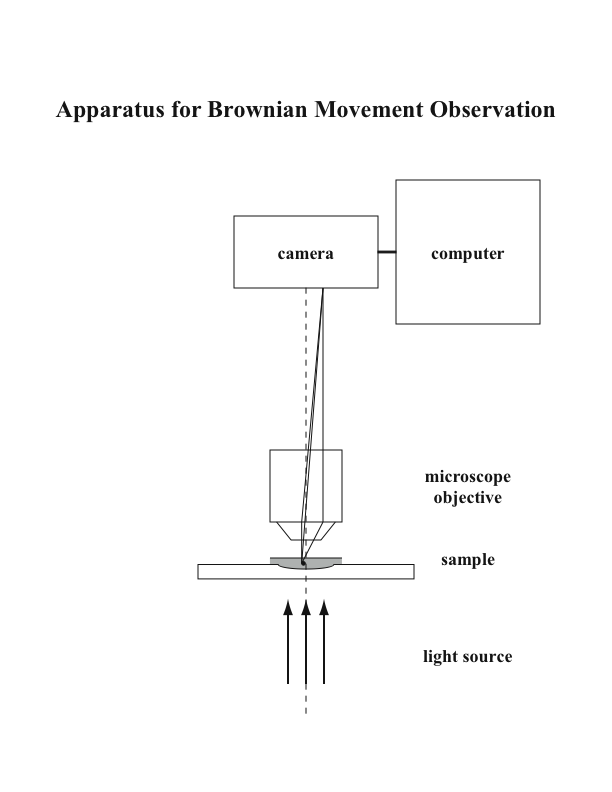 Apparatus for Brownian Movement Observation
camera
computer
microscope
objective
sample
light source